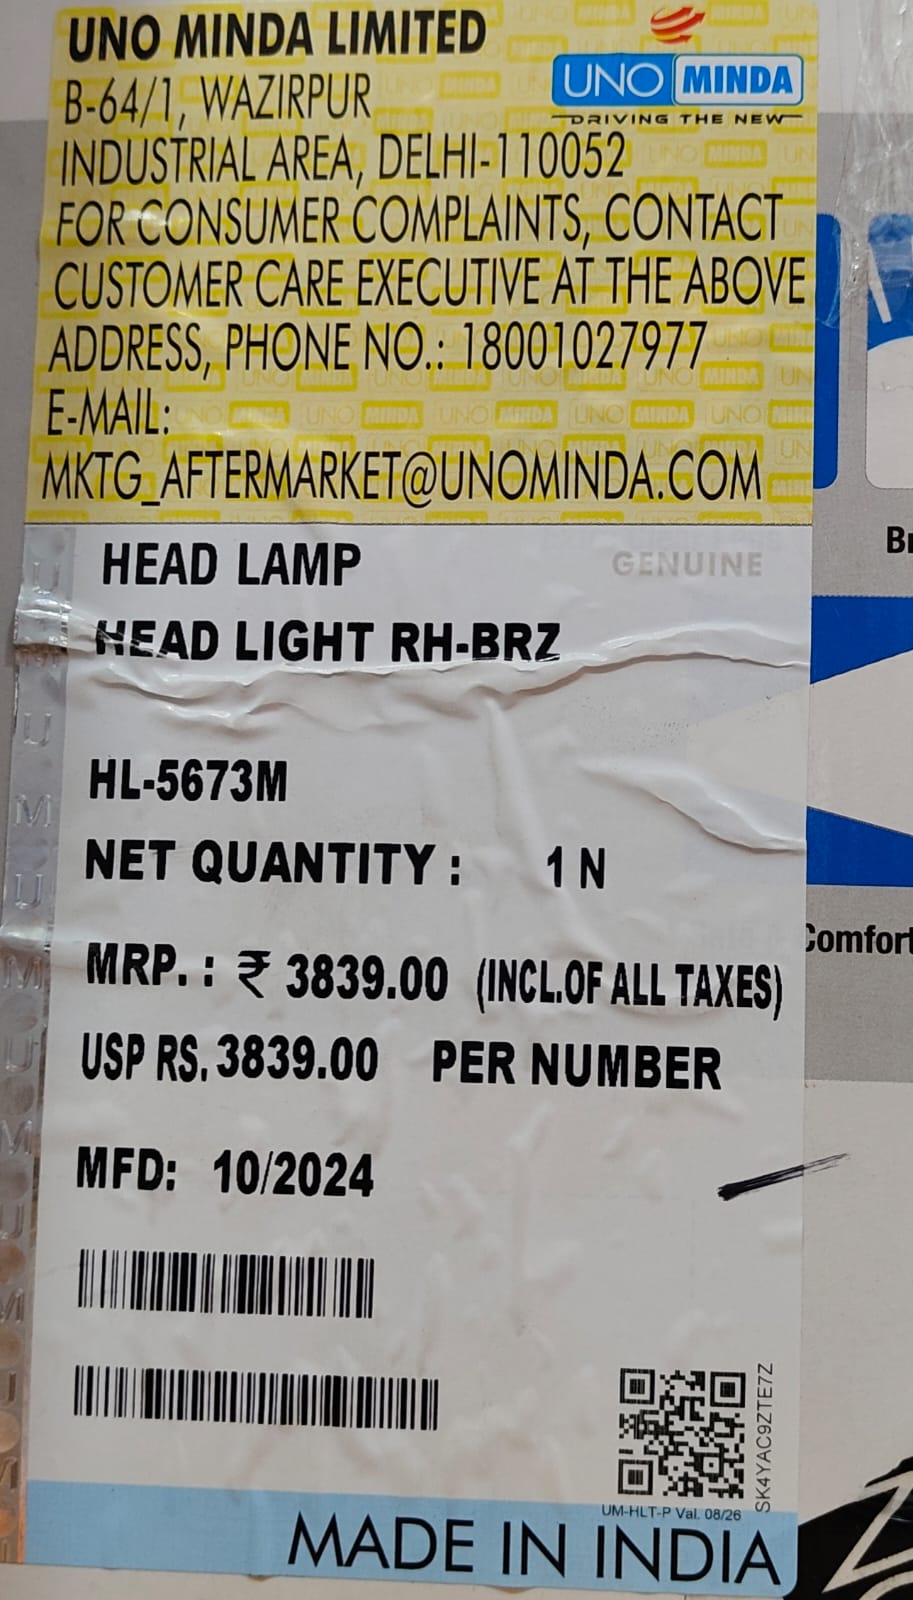 UNO MINDA LIMITED
B-64/1, WAZIRPUR
INDUSTRIAL AREA, DELHI-110052
FOR CONSUMER COMPLAINTS, CONTACT
CUSTOMER CARE EXECUTIVE AT THE ABOVE
ADDRESS, PHONE NO.: 18001027977
E-MAIL:
MKTG_AFTERMARKET@UNOMINDA.COM
UNO MINDA
DRIVING THE NEW
HEAD LAMP
GENUINE
HEAD LIGHT RH-BRZ
HL-5673M
NET QUANTITY : 1 N
MRP. : ₹ 3839.00 (INCL.OF ALL TAXES)
USP RS. 3839.00 PER NUMBER
MFD: 10/2024
SK4YAC9ZTE7Z
UM-HLT-P Val. 08/26
MADE IN INDIA
Comfort